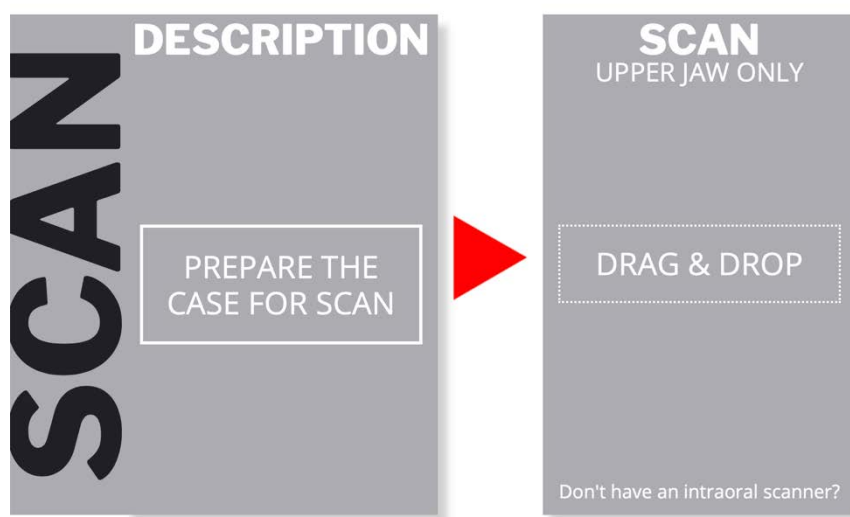 SCAN
DESCRIPTION
PREPARE THE
CASE FOR SCAN
SCAN
UPPER JAW ONLY
DRAG & DROP
Don't have an intraoral scanner?